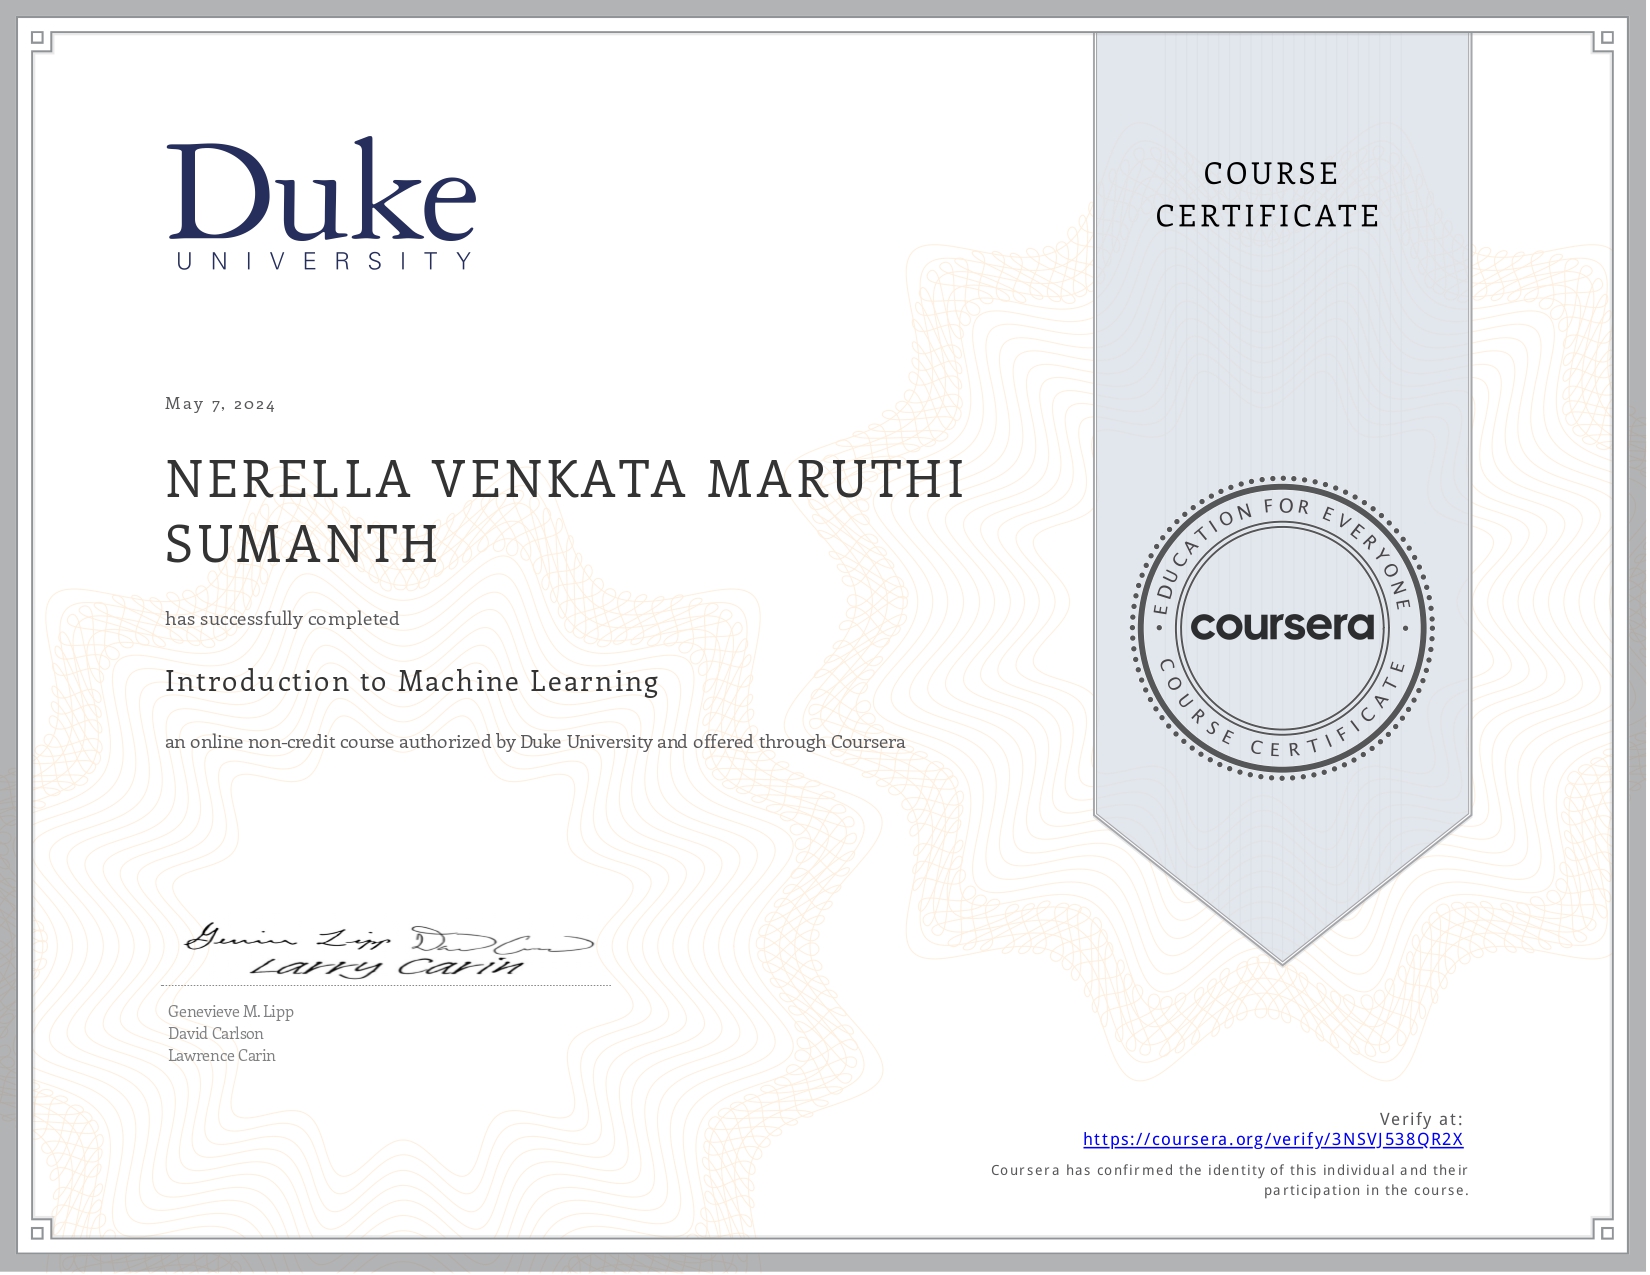 Duke
UNIVERSITY
COURSE
CERTIFICATE
May 7, 2024
NERELLA VENKATA MARUTHI
SUMANTH
has successfully completed
Introduction to Machine Learning
an online non-credit course authorized by Duke University and offered through Coursera
EDUCATION FOR EVERYONE
coursera
COURSE CERTIFICATE
Genevieve M. Lipp
David Carlson
Lawrence Carin
Larry Carin
Verify at:
https://coursera.org/verify/3NSVJ538QR2X
Coursera has confirmed the identity of this individual and their
participation in the course.